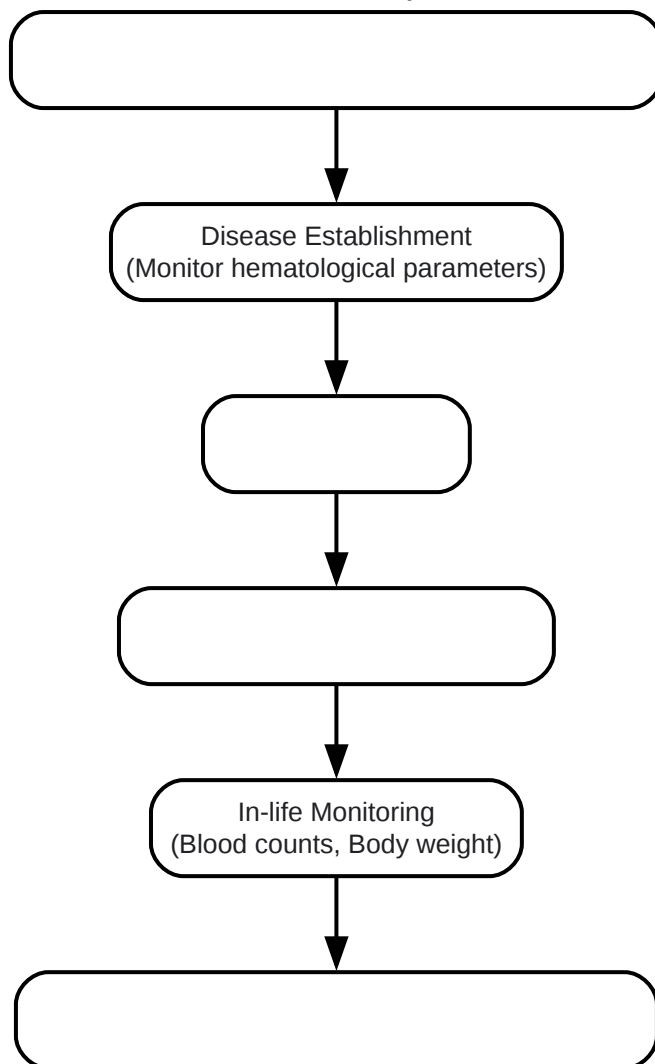 Disease Establishment
(Monitor hematological parameters)
In-life Monitoring
(Blood counts, Body weight)